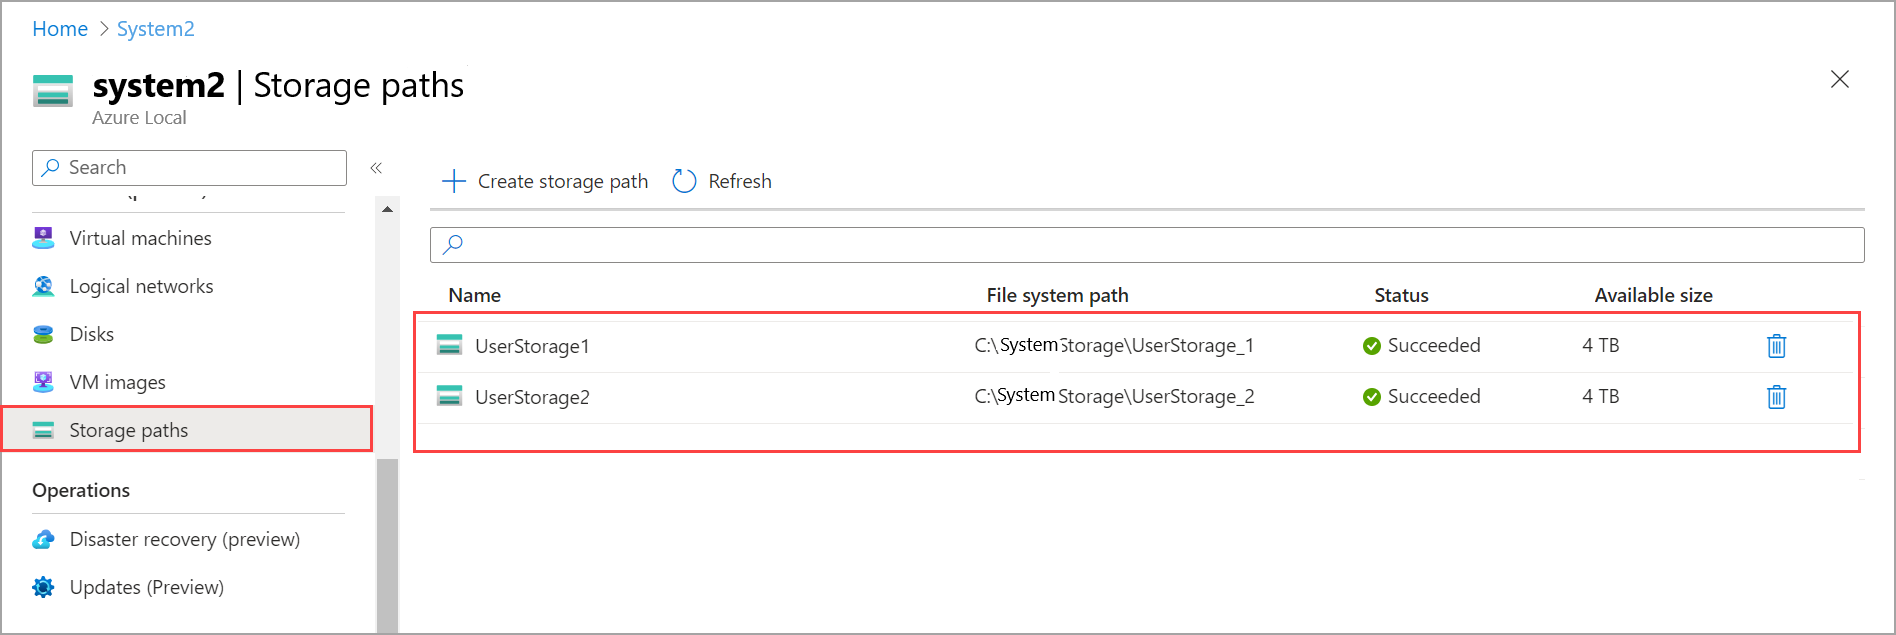 Home > System2
system2 | Storage paths
Azure Local
Search
«
Create storage path
Refresh
Virtual machines
Logical networks
Disks
VM images
Storage paths
Operations
Disaster recovery (preview)
Updates (Preview)
Name File system path Status Available size
UserStorage1 C:\SystemStorage\UserStorage_1 Succeeded 4 TB
UserStorage2 C:\SystemStorage\UserStorage_2 Succeeded 4 TB